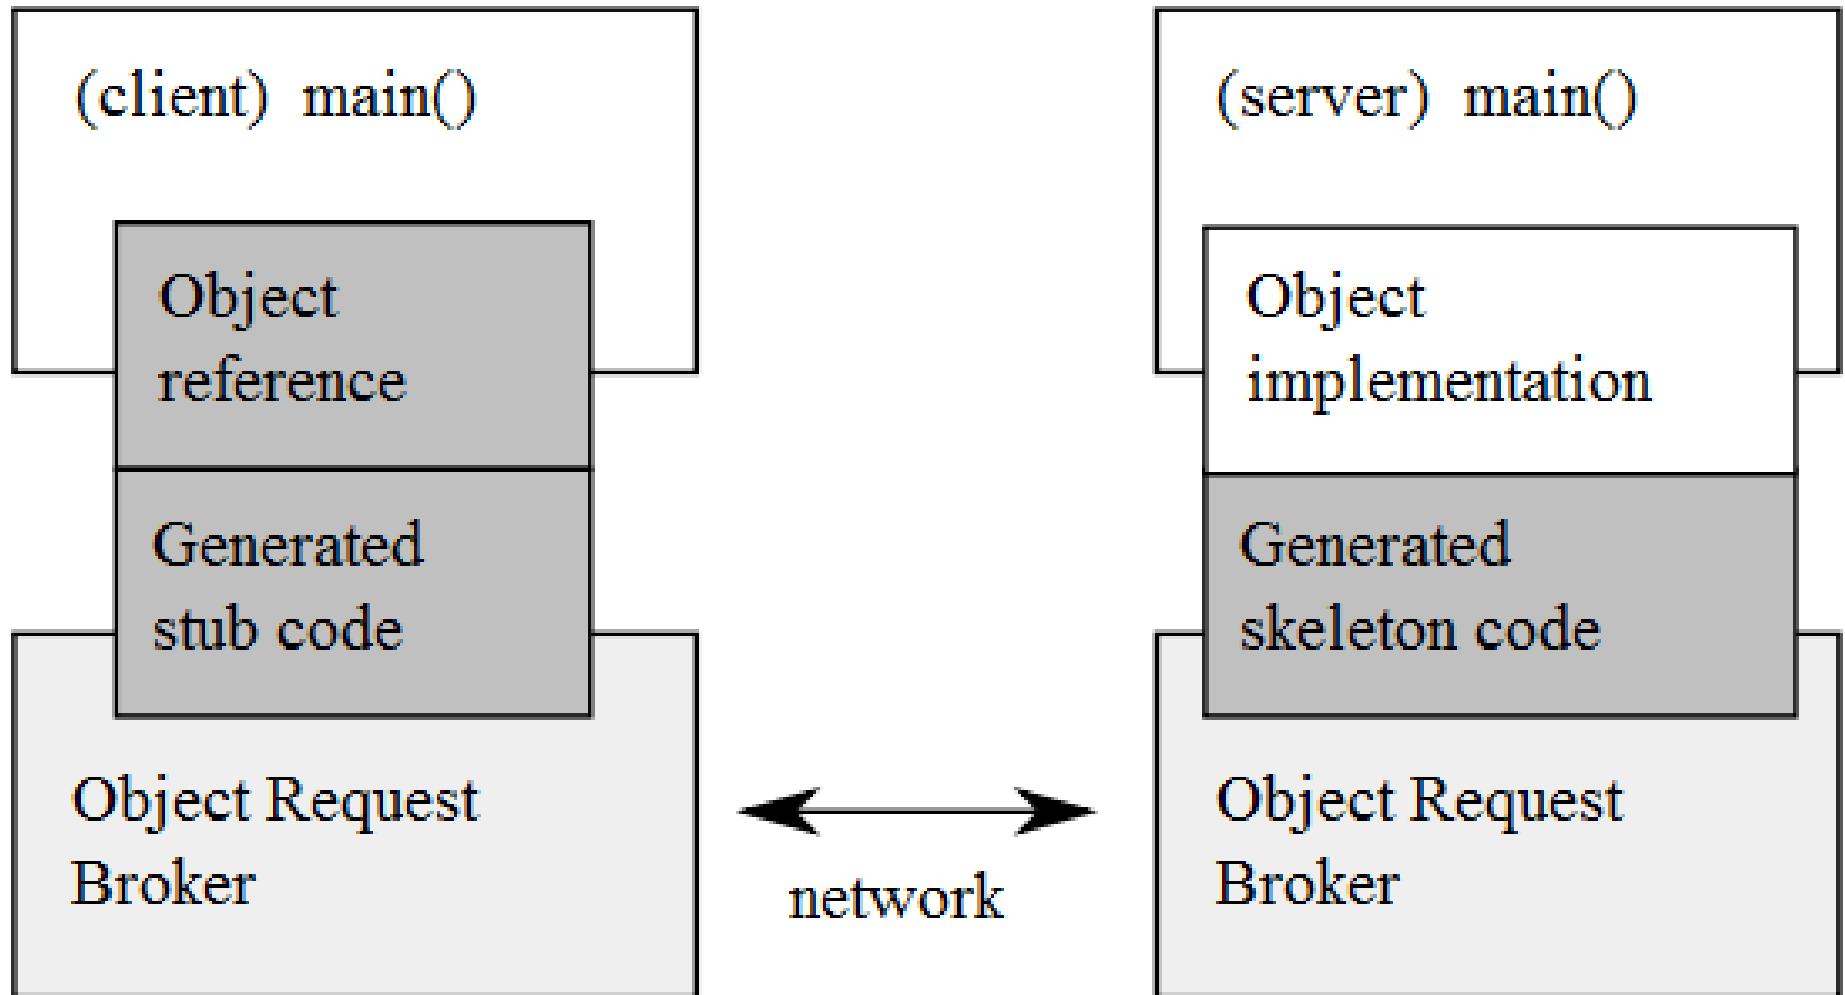 (client) main()
Object
reference
Generated
stub code
Object Request
Broker
network
(server) main()
Object
implementation
Generated
skeleton code
Object Request
Broker